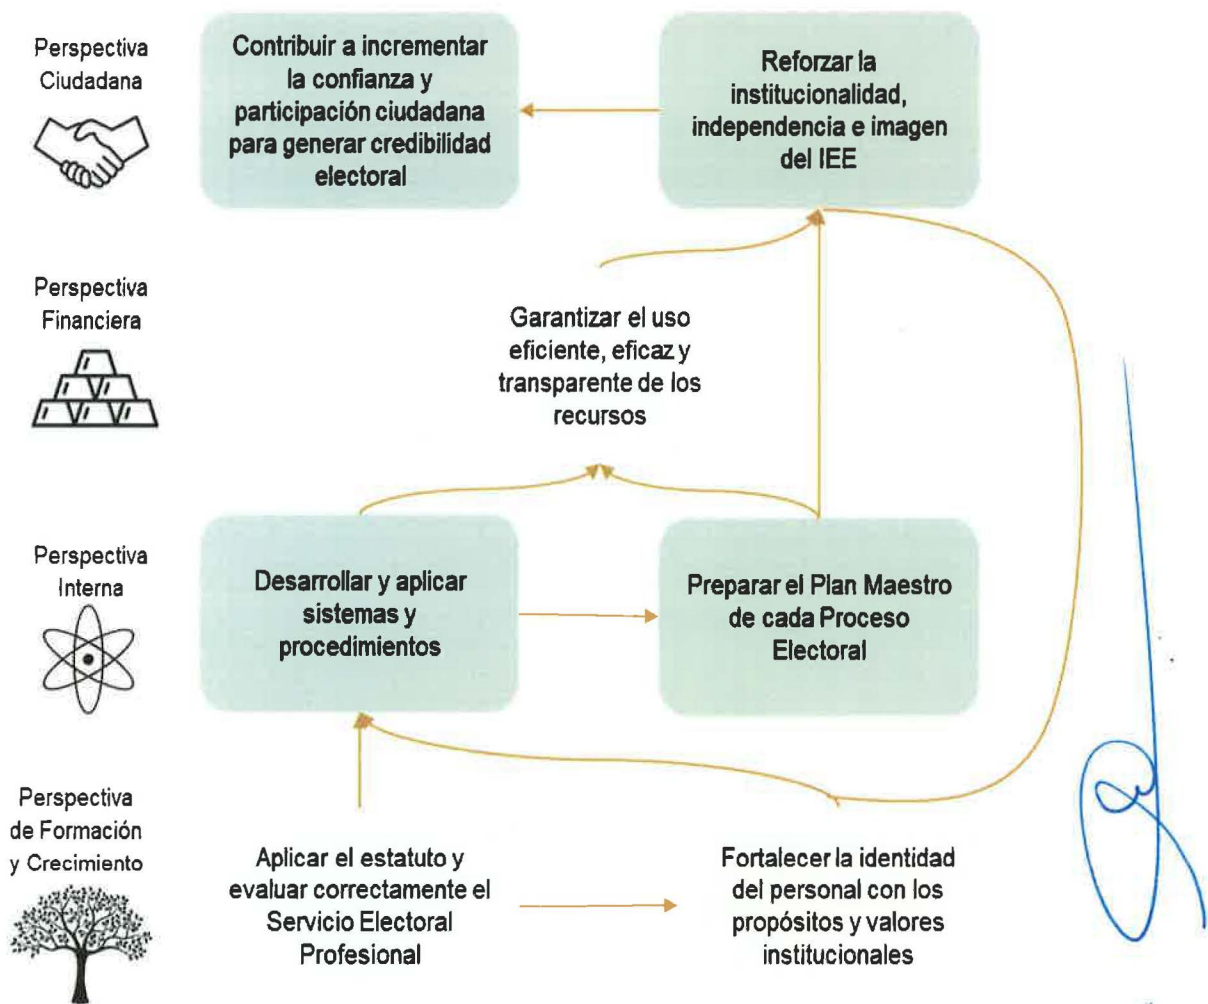 Perspectiva
Ciudadana
Contribuir a incrementar
la confianza y
participación ciudadana
para generar credibilidad
electoral
Reforzar la
institucionalidad,
independencia e imagen
del IEE
Perspectiva
Financiera
Garantizar el uso
eficiente, eficaz y
transparente de los
recursos
Perspectiva
Interna
Desarrollar y aplicar
sistemas y
procedimientos
Preparar el Plan Maestro
de cada Proceso
Electoral
Perspectiva
de Formación
y Crecimiento
Aplicar el estatuto y
evaluar correctamente el
Servicio Electoral
Profesional
Fortalecer la identidad
del personal con los
propósitos y valores
institucionales